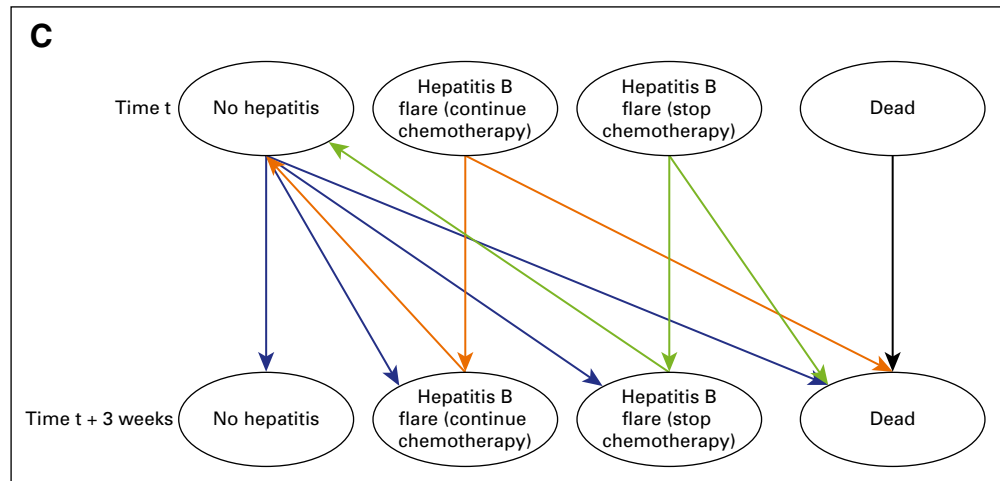 C
Time t
No hepatitis
Hepatitis B
flare (continue
chemotherapy)
Hepatitis B
flare (stop
chemotherapy)
Dead
Time t + 3 weeks
No hepatitis
Hepatitis B
flare (continue
chemotherapy)
Hepatitis B
flare (stop
chemotherapy)
Dead